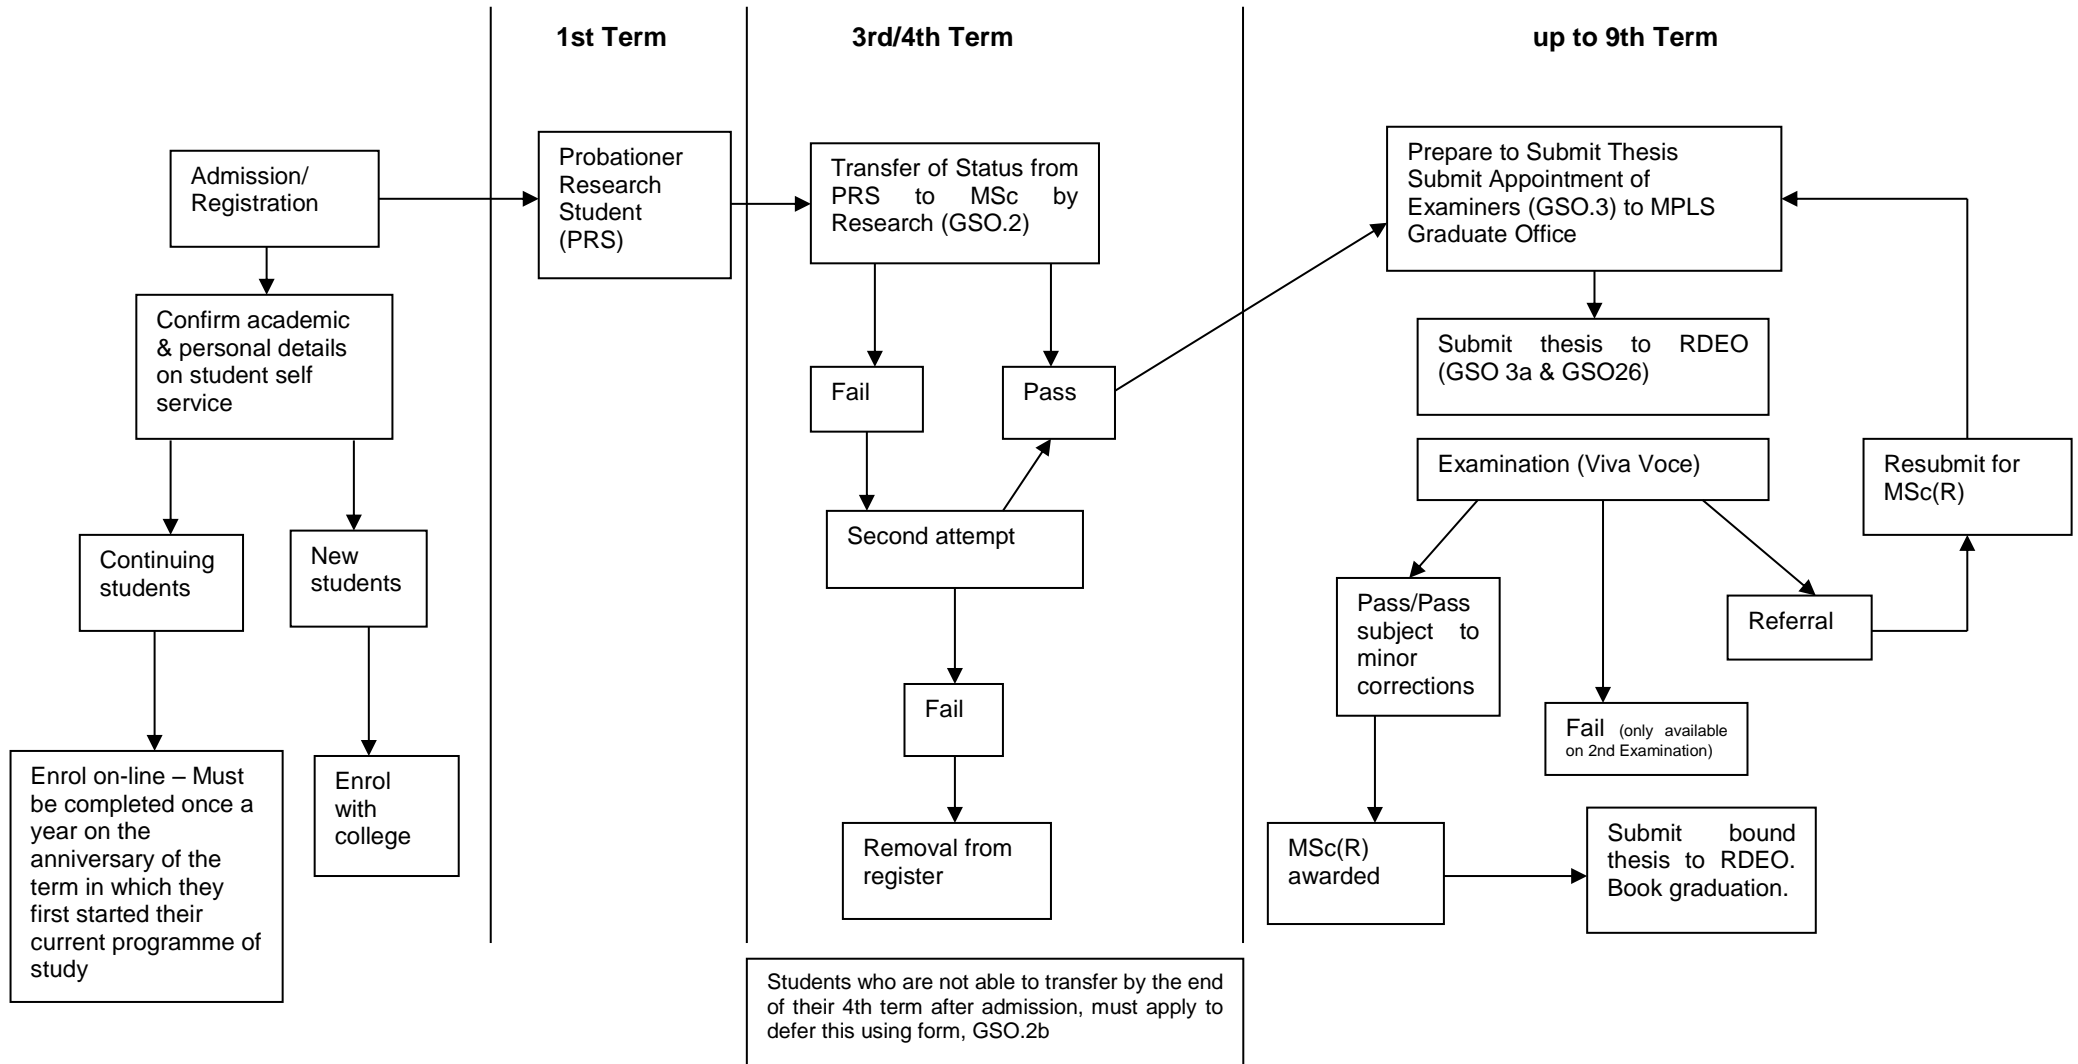 1st Term
3rd/4th Term
up to 9th Term
Admission/
Registration
Confirm academic
& personal details
on student self
service
Continuing
students
New
students
Enrol on-line – Must
be completed once a
year on the
anniversary of the
term in which they
first started their
current programme of
study
Enrol
with
college
Probationer
Research
Student
(PRS)
Transfer of Status from
PRS to MSc by
Research (GSO.2)
Fail
Pass
Second attempt
Fail
Removal from
register
Students who are not able to transfer by the end
of their 4th term after admission, must apply to
defer this using form, GSO.2b
Prepare to Submit Thesis
Submit Appointment of
Examiners (GSO.3) to MPLS
Graduate Office
Submit thesis to RDEO
(GSO 3a & GSO26)
Examination (Viva Voce)
Resubmit for
MSc(R)
Pass/Pass
subject to
minor
corrections
Referral
Fail (only available
on 2nd Examination)
MSc(R)
awarded
Submit bound
thesis to RDEO.
Book graduation.